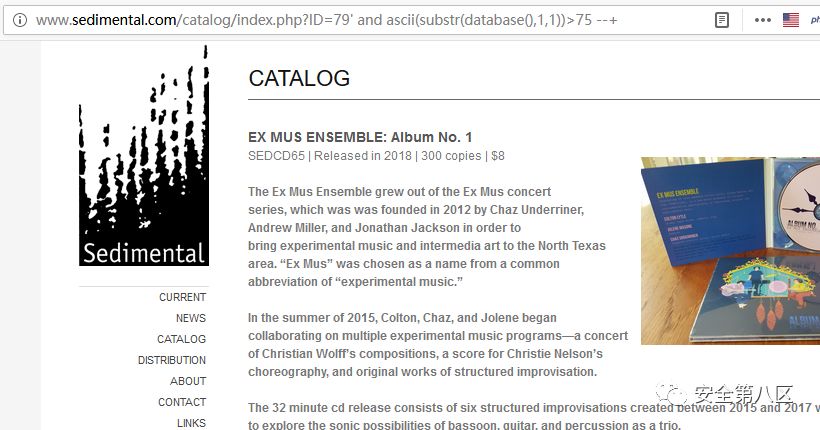 www.sedimental.com/catalog/index.php?ID=79' and ascii(substr(database(),1,1))>75 --+
CATALOG
EX MUS ENSEMBLE: Album No. 1
SEDCD65 | Released in 2018 | 300 copies | $8
The Ex Mus Ensemble grew out of the Ex Mus concert
series, which was was founded in 2012 by Chaz Underriner,
Andrew Miller, and Jonathan Jackson in order to
bring experimental music and intermedia art to the North Texas
area. “Ex Mus” was chosen as a name from a common
abbreviation of “experimental music.”
In the summer of 2015, Colton, Chaz, and Jolene began
collaborating on multiple experimental music programs—a concert
of Christian Wolff’s compositions, a score for Christie Nelson’s
choreography, and original works of structured improvisation.
The 32 minute cd release consists of six structured improvisations created between 2015 and 2017 w
to explore the sonic possibilities of bassoon, guitar, and percussion as a trio.
Sedimental
CURRENT
NEWS
CATALOG
DISTRIBUTION
ABOUT
CONTACT
LINKS
EX MUS ENSEMBLE
COLTON LYTLE
JOLENE MASONE
CHAZ UNDERRINER
ALBUM NO.
ALBUM
安全第八区